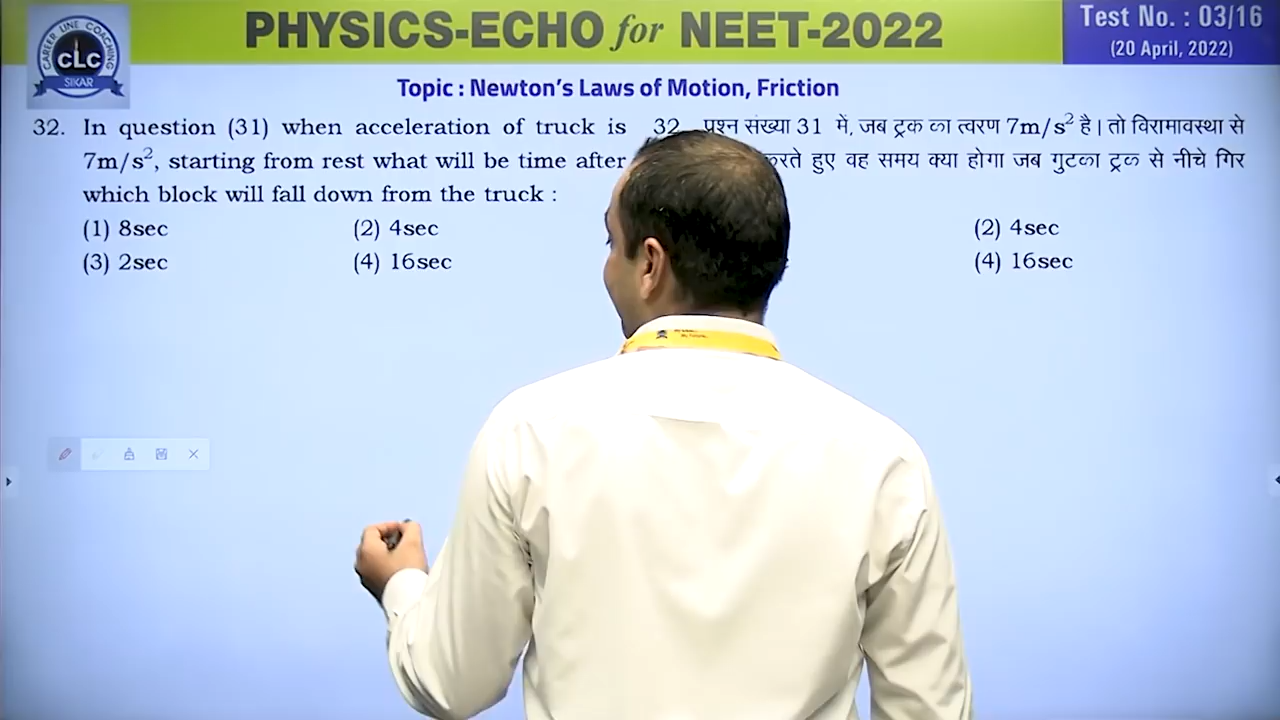 CAREER LINE COACHING
CLC
SIKAR
PHYSICS-ECHO for NEET-2022
Test No. : 03/16
(20 April, 2022)
Topic : Newton's Laws of Motion, Friction
32. In question (31) when acceleration of truck is
7m/s², starting from rest what will be time after
which block will fall down from the truck :
(1) 8sec (2) 4sec
(3) 2sec (4) 16sec
32. प्रश्न संख्या 31 में, जब ट्रक का त्वरण 7m/s² है। तो विरामावस्था से
हुए वह समय क्या होगा जब गुटका ट्रक से नीचे गिर
(2) 4sec
(4) 16sec